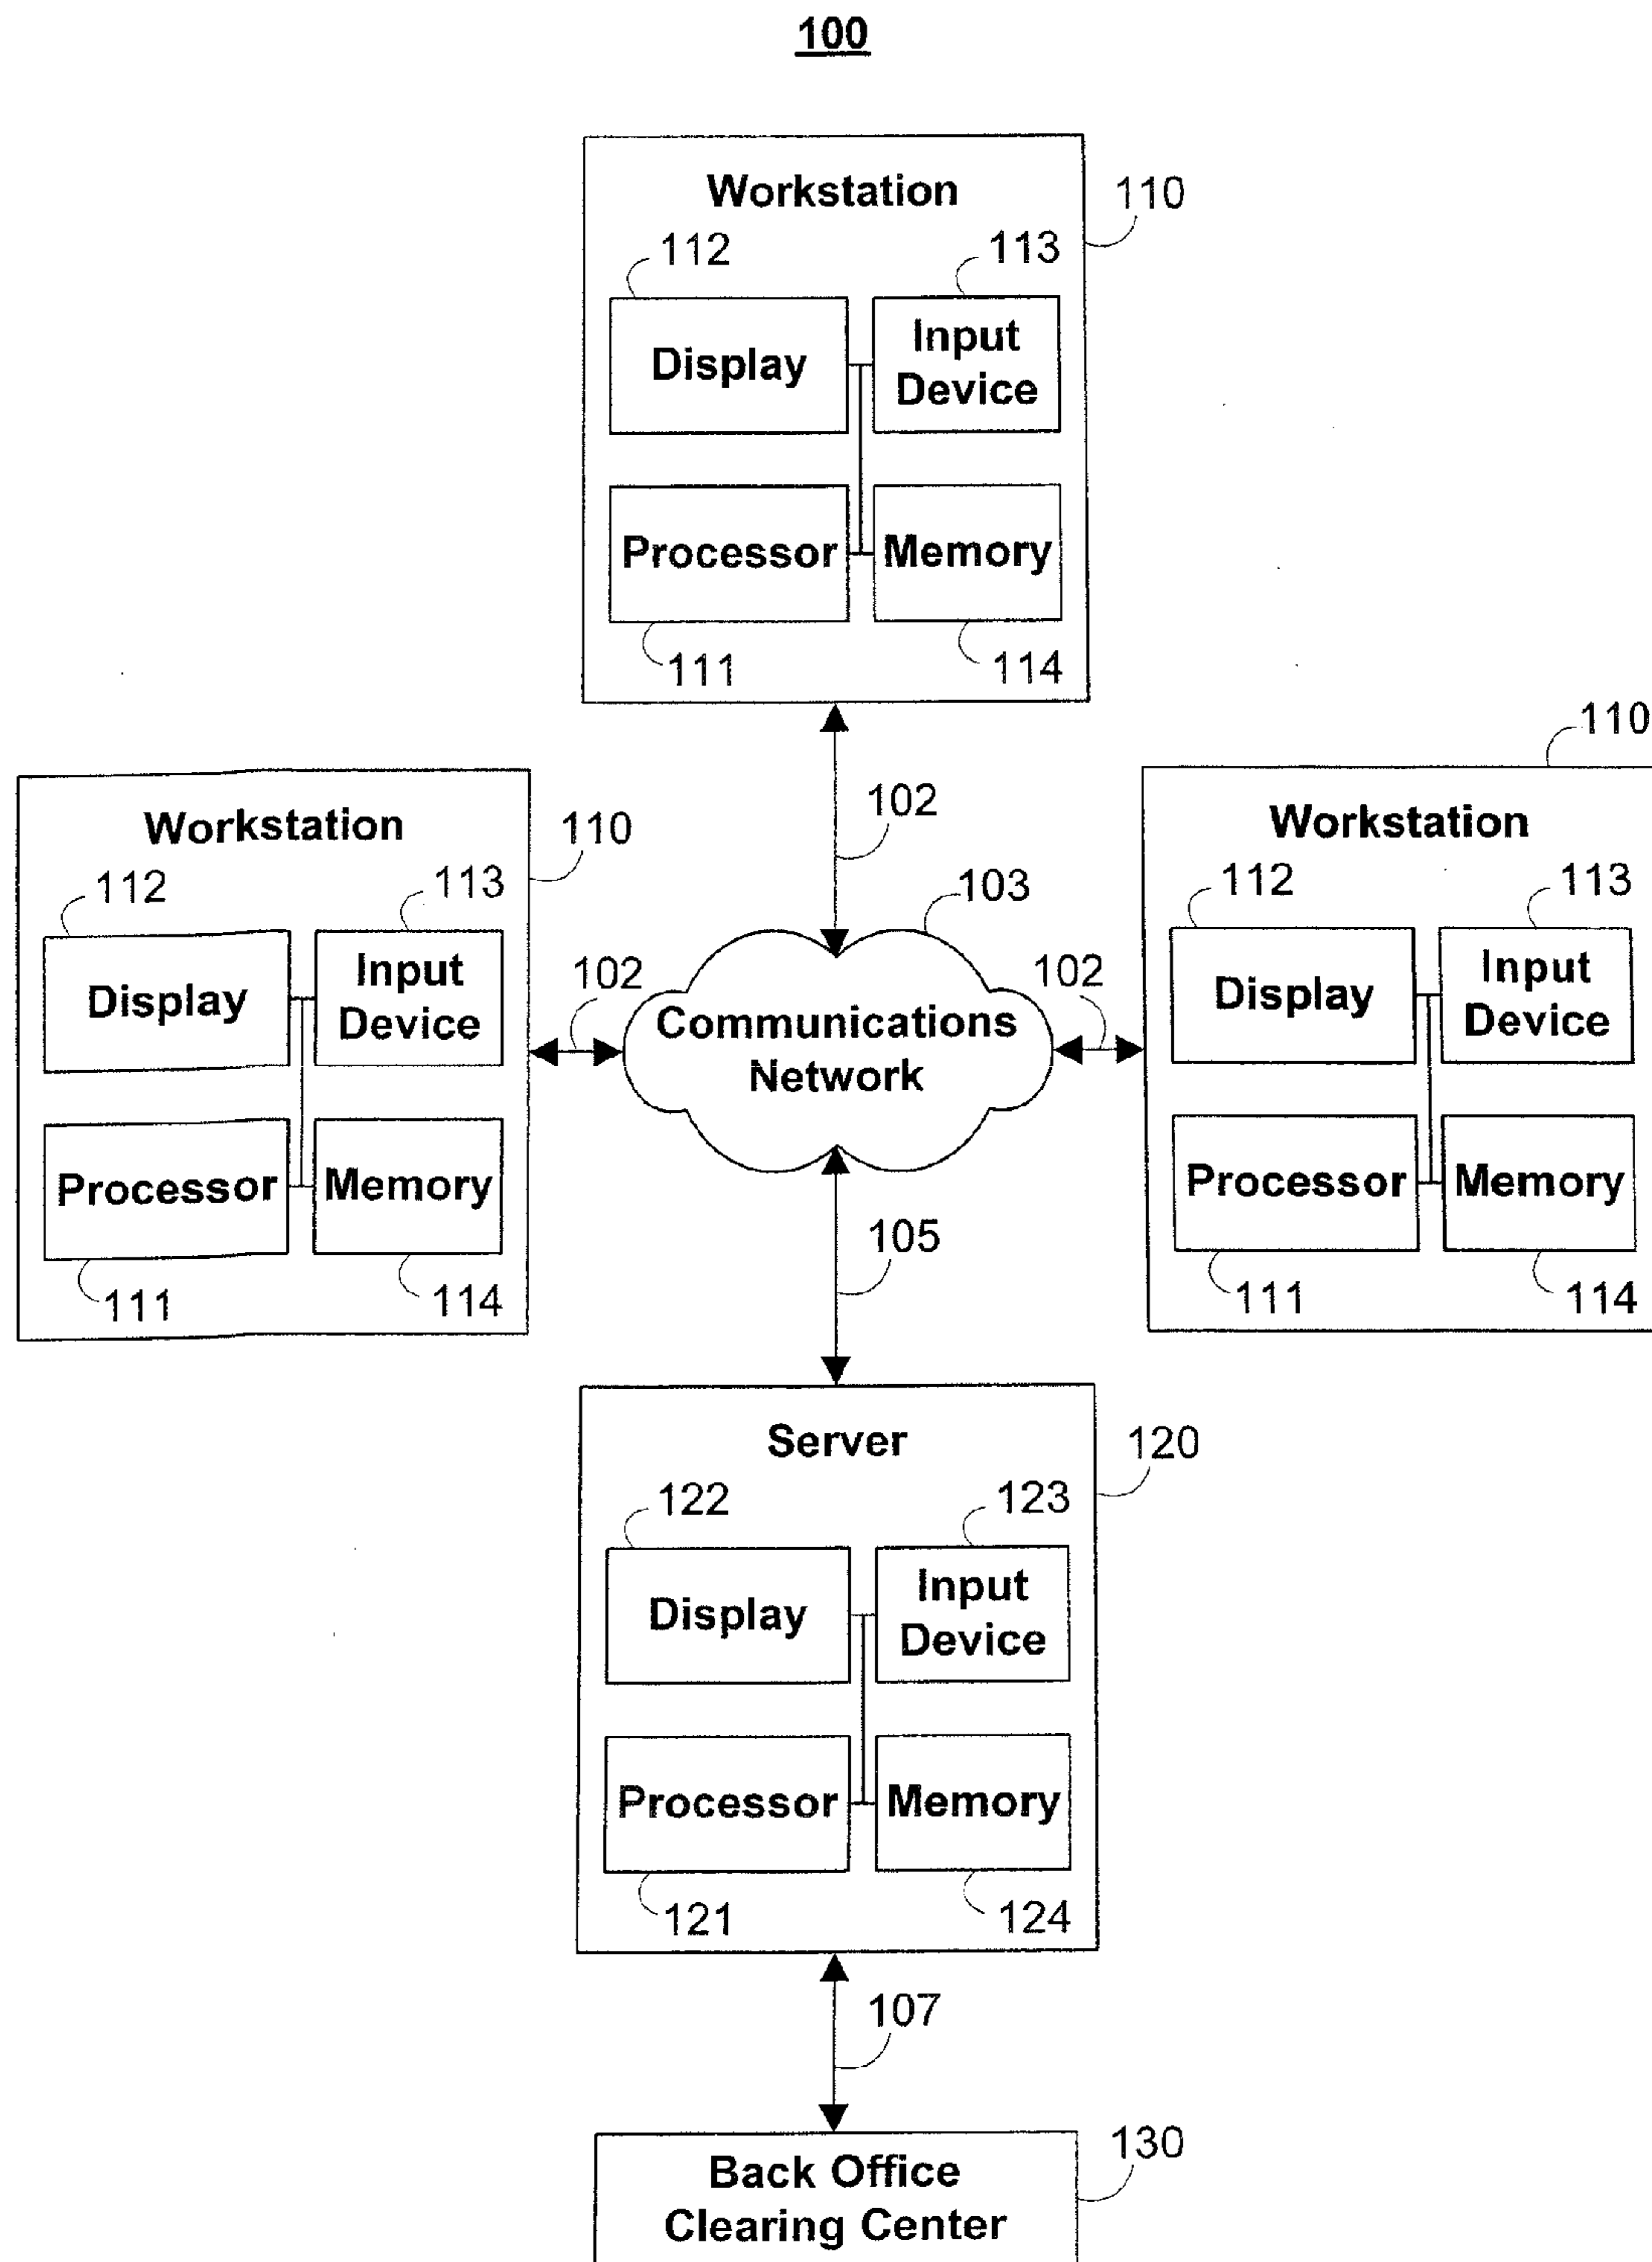 100
Workstation
110
112
113
Display
Input
Device
Processor
Memory
111
114
102
Workstation
110
112
113
Display
Input
Device
Processor
Memory
111
114
102
103
Communications
Network
102
110
Workstation
112
113
Display
Input
Device
Processor
Memory
111
114
105
Server
120
122
123
Display
Input
Device
Processor
Memory
121
124
107
130
Back Office
Clearing Center